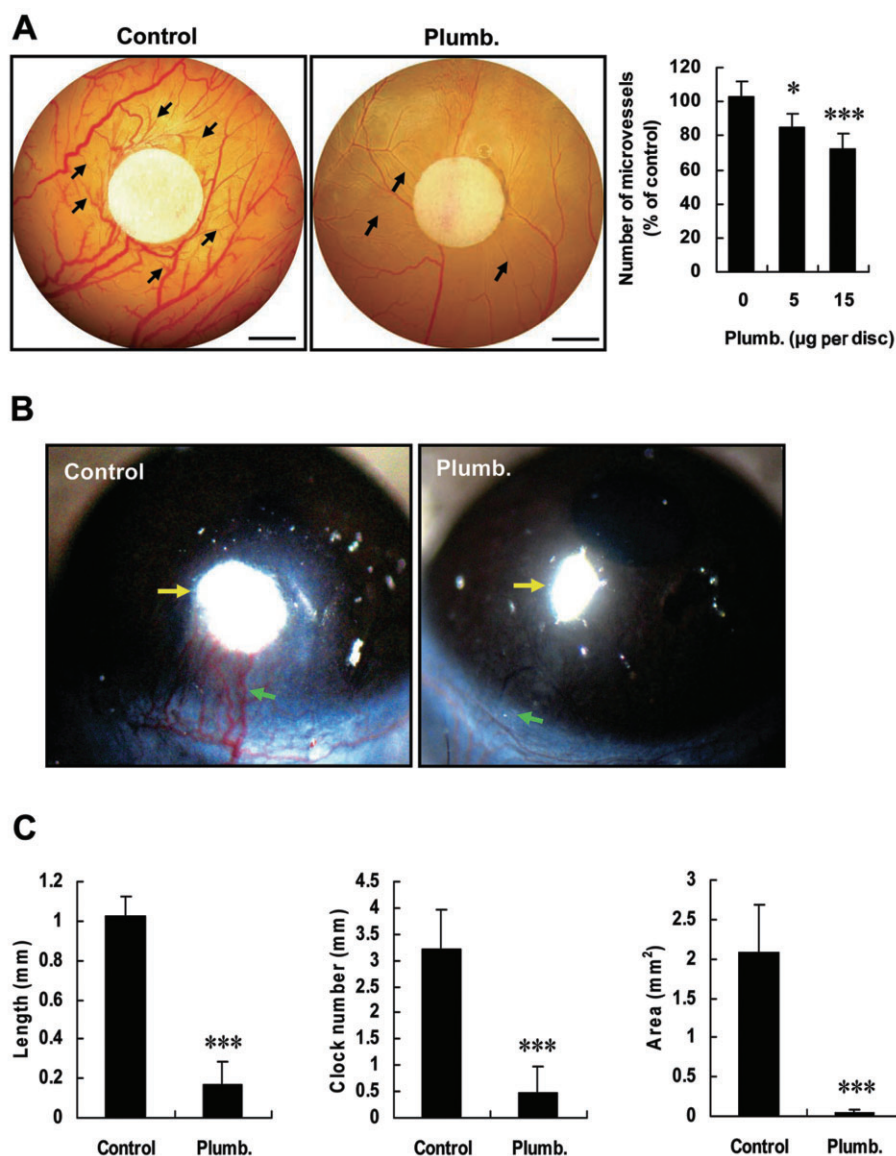 A
Control
Plumb.
Number of microvessels
(% of control)
120
100
80
60
40
20
0
*
***
0 5 15
Plumb. (µg per disc)
B
Control
Plumb.
C
Length (mm)
1.2
1
0.8
0.6
0.4
0.2
0
***
Control Plumb.
Clock number (mm)
4.5
4
3.5
3
2.5
2
1.5
1
0.5
0
***
Control Plumb.
Area (mm²)
3
2.5
2
1.5
1
0.5
0
***
Control Plumb.